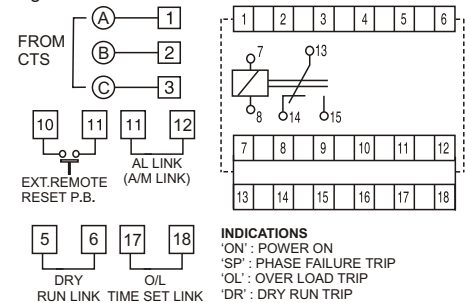 A 1
FROM
CTS
B 2
C 3
10 11 11 12
EXT.REMOTE
RESET P.B.
AL LINK
(A/M LINK)
5 6 17 18
DRY
RUN LINK
O/L
TIME SET LINK
1 2 3 4 5 6
7 13
8 14 15
7 8 9 10 11 12
13 14 15 16 17 18
INDICATIONS
'ON' : POWER ON
'SP' : PHASE FAILURE TRIP
'OL' : OVER LOAD TRIP
'DR' : DRY RUN TRIP